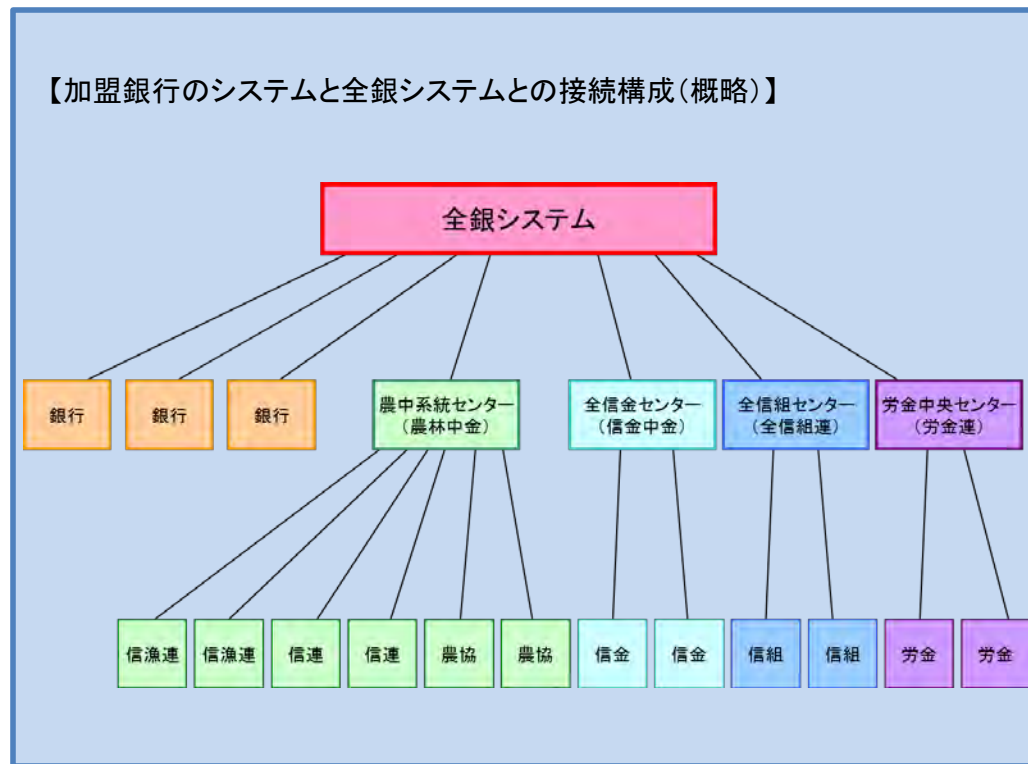 【加盟銀行のシステムと全銀システムとの接続構成(概略)】
全銀システム
銀行
銀行
銀行
農中系統センター
(農林中金)
全信金センター
(信金中金)
全信組センター
(全信組連)
労金中央センター
(労金連)
信漁連
信漁連
信連
信連
農協
農協
信金
信金
信組
信組
労金
労金